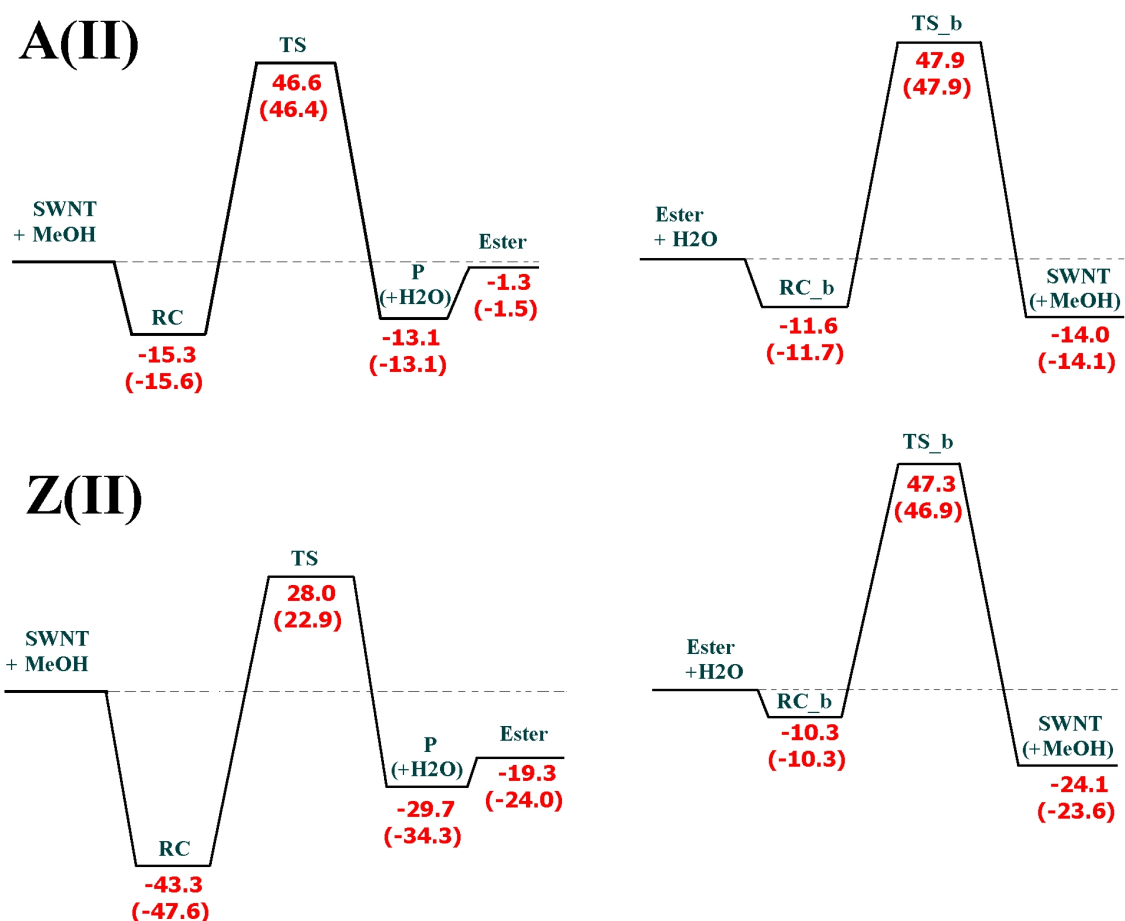 A(II)
TS
46.6
(46.4)
SWNT
+ MeOH
RC
-15.3
(-15.6)
P
(+H2O)
-13.1
(-13.1)
Ester
-1.3
(-1.5)
TS_b
47.9
(47.9)
Ester
+ H2O
RC_b
-11.6
(-11.7)
SWNT
(+MeOH)
-14.0
(-14.1)
Z(II)
TS
28.0
(22.9)
SWNT
+ MeOH
RC
-43.3
(-47.6)
P
(+H2O)
-29.7
(-34.3)
Ester
-19.3
(-24.0)
TS_b
47.3
(46.9)
Ester
+H2O
RC_b
-10.3
(-10.3)
SWNT
(+MeOH)
-24.1
(-23.6)